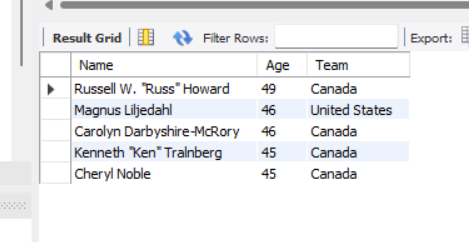 Result Grid Filter Rows: Export:
Name Age Team
Russell W. "Russ" Howard 49 Canada
Magnus Liljedahl 46 United States
Carolyn Darbyshire-McRory 46 Canada
Kenneth "Ken" Tralnberg 45 Canada
Cheryl Noble 45 Canada